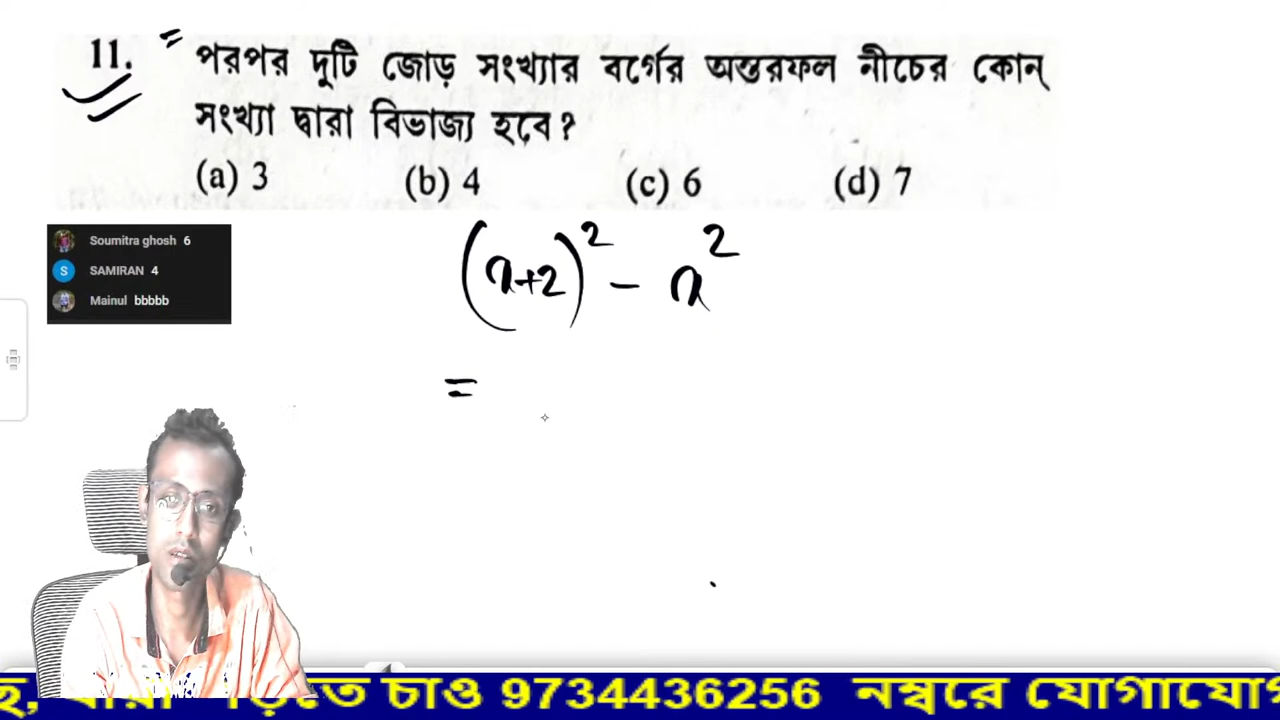 11. পরপর দুটি জোড় সংখ্যার বর্গের অন্তরফল নীচের কোন্
সংখ্যা দ্বারা বিভাজ্য হবে?
(a) 3 (b) 4 (c) 6 (d) 7
(x+2)² - x²
=
Soumitra ghosh 6
S SAMIRAN 4
Mainul bbbbb
চাও 9734436256 নম্বরে